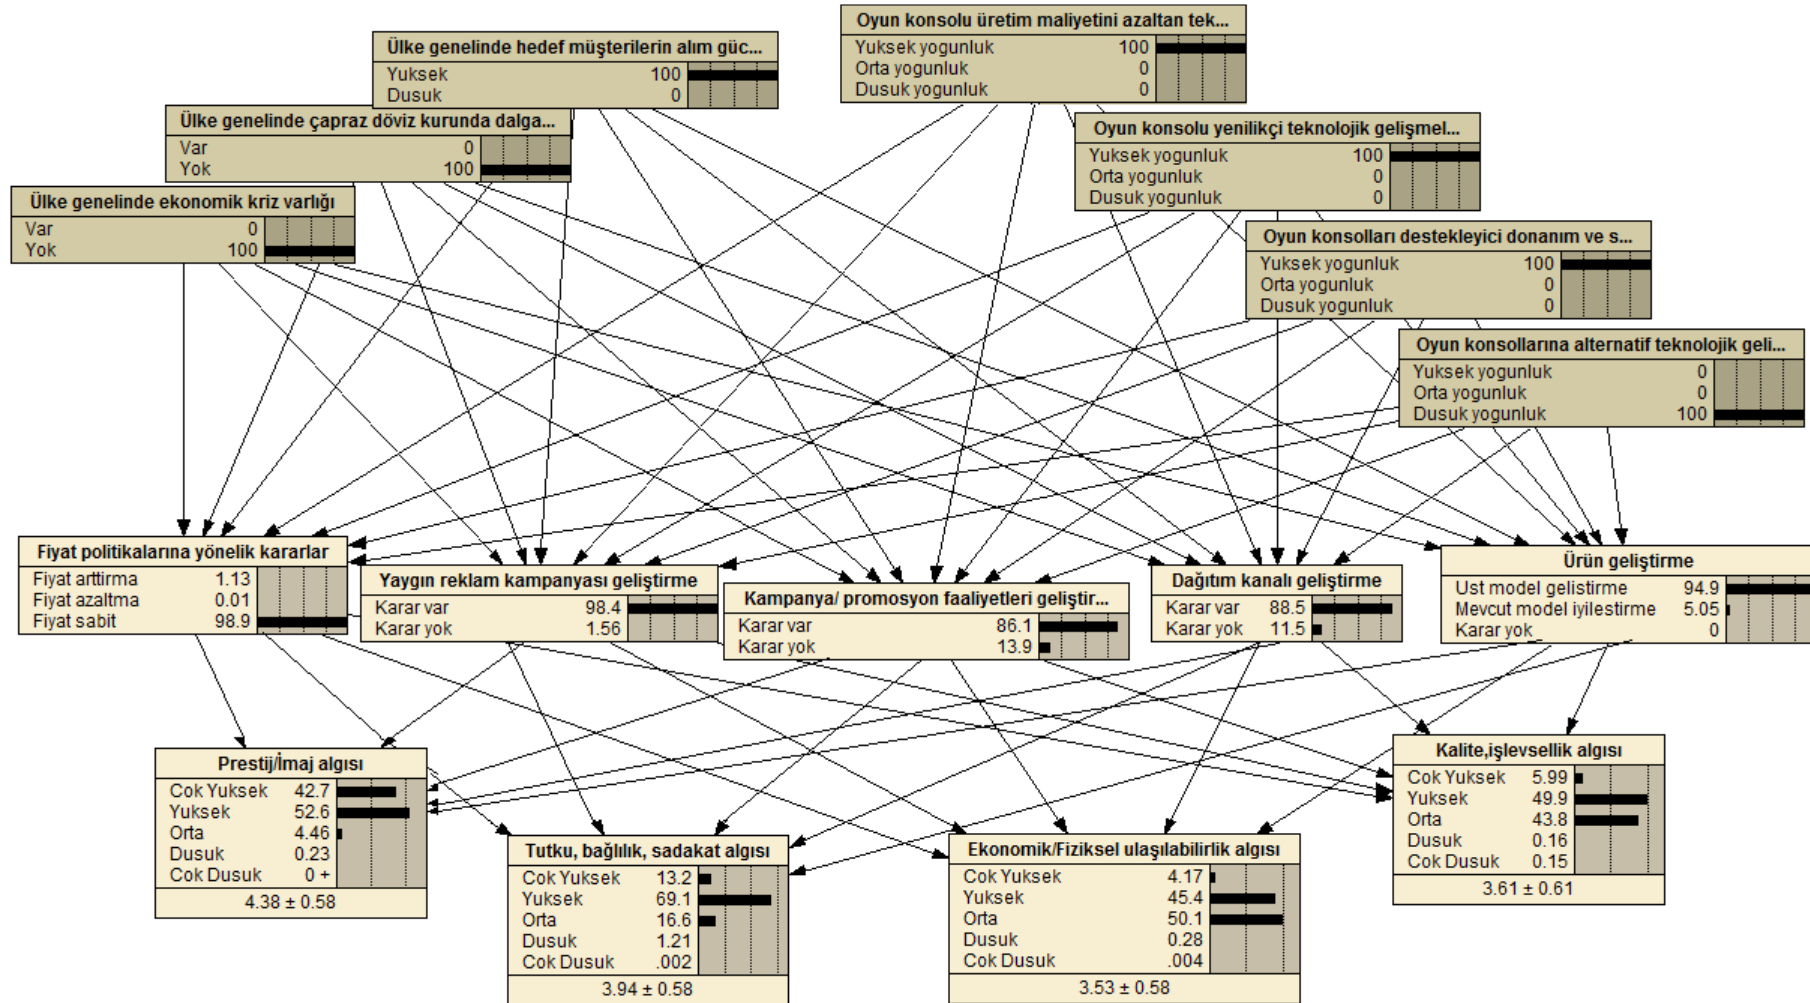 Oyun konsolu üretim maliyetini azaltan tek...
Yuksek yogunluk 100
Orta yogunluk 0
Dusuk yogunluk 0
Ülke genelinde hedef müşterilerin alım güc...
Yuksek 100
Dusuk 0
Ülke genelinde çapraz döviz kurunda dalga...
Var 0
Yok 100
Oyun konsolu yenilikçi teknolojik gelişmel...
Yuksek yogunluk 100
Orta yogunluk 0
Dusuk yogunluk 0
Ülke genelinde ekonomik kriz varlığı
Var 0
Yok 100
Oyun konsolları destekleyici donanım ve s...
Yuksek yogunluk 100
Orta yogunluk 0
Dusuk yogunluk 0
Oyun konsollarına alternatif teknolojik geli...
Yuksek yogunluk 0
Orta yogunluk 0
Dusuk yogunluk 100
Fiyat politikalarına yönelik kararlar
Fiyat arttirma 1.13
Fiyat azaltma 0.01
Fiyat sabit 98.9
Yaygın reklam kampanyası geliştirme
Karar var 98.4
Karar yok 1.56
Kampanya/ promosyon faaliyetleri geliştir...
Karar var 86.1
Karar yok 13.9
Dağıtım kanalı geliştirme
Karar var 88.5
Karar yok 11.5
Ürün geliştirme
Ust model gelistirme 94.9
Mevcut model iyilestirme 5.05
Karar yok 0
Prestij/İmaj algısı
Cok Yuksek 42.7
Yuksek 52.6
Orta 4.46
Dusuk 0.23
Cok Dusuk 0 +
4.38 ± 0.58
Tutku, bağlılık, sadakat algısı
Cok Yuksek 13.2
Yuksek 69.1
Orta 16.6
Dusuk 1.21
Cok Dusuk .002
3.94 ± 0.58
Ekonomik/Fiziksel ulaşılabilirlik algısı
Cok Yuksek 4.17
Yuksek 45.4
Orta 50.1
Dusuk 0.28
Cok Dusuk .004
3.53 ± 0.58
Kalite,işlevsellik algısı
Cok Yuksek 5.99
Yuksek 49.9
Orta 43.8
Dusuk 0.16
Cok Dusuk 0.15
3.61 ± 0.61